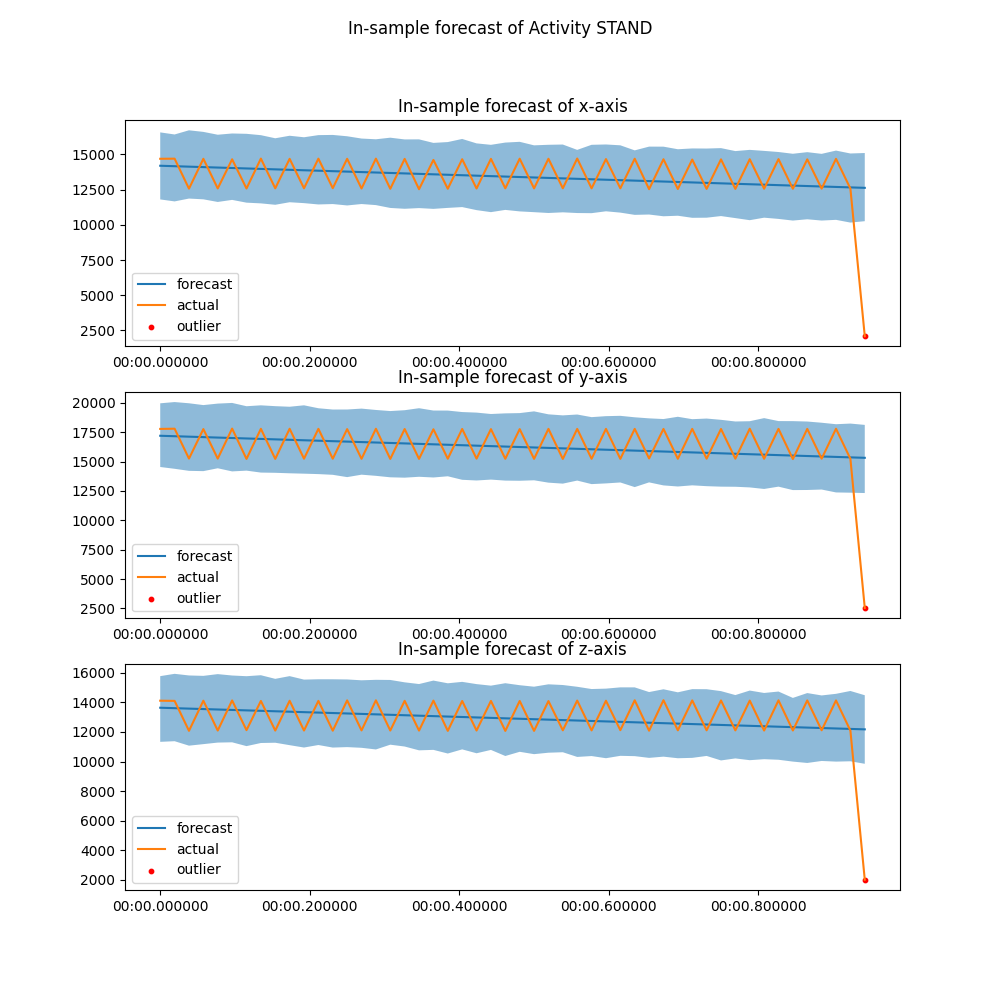 In-sample forecast of Activity STAND
In-sample forecast of x-axis
15000
12500
10000
7500
5000
2500
forecast
actual
outlier
00:00.000000 00:00.200000 00:00.400000 00:00.600000 00:00.800000
In-sample forecast of y-axis
20000
17500
15000
12500
10000
7500
5000
2500
forecast
actual
outlier
00:00.000000 00:00.200000 00:00.400000 00:00.600000 00:00.800000
In-sample forecast of z-axis
16000
14000
12000
10000
8000
6000
4000
2000
forecast
actual
outlier
00:00.000000 00:00.200000 00:00.400000 00:00.600000 00:00.800000